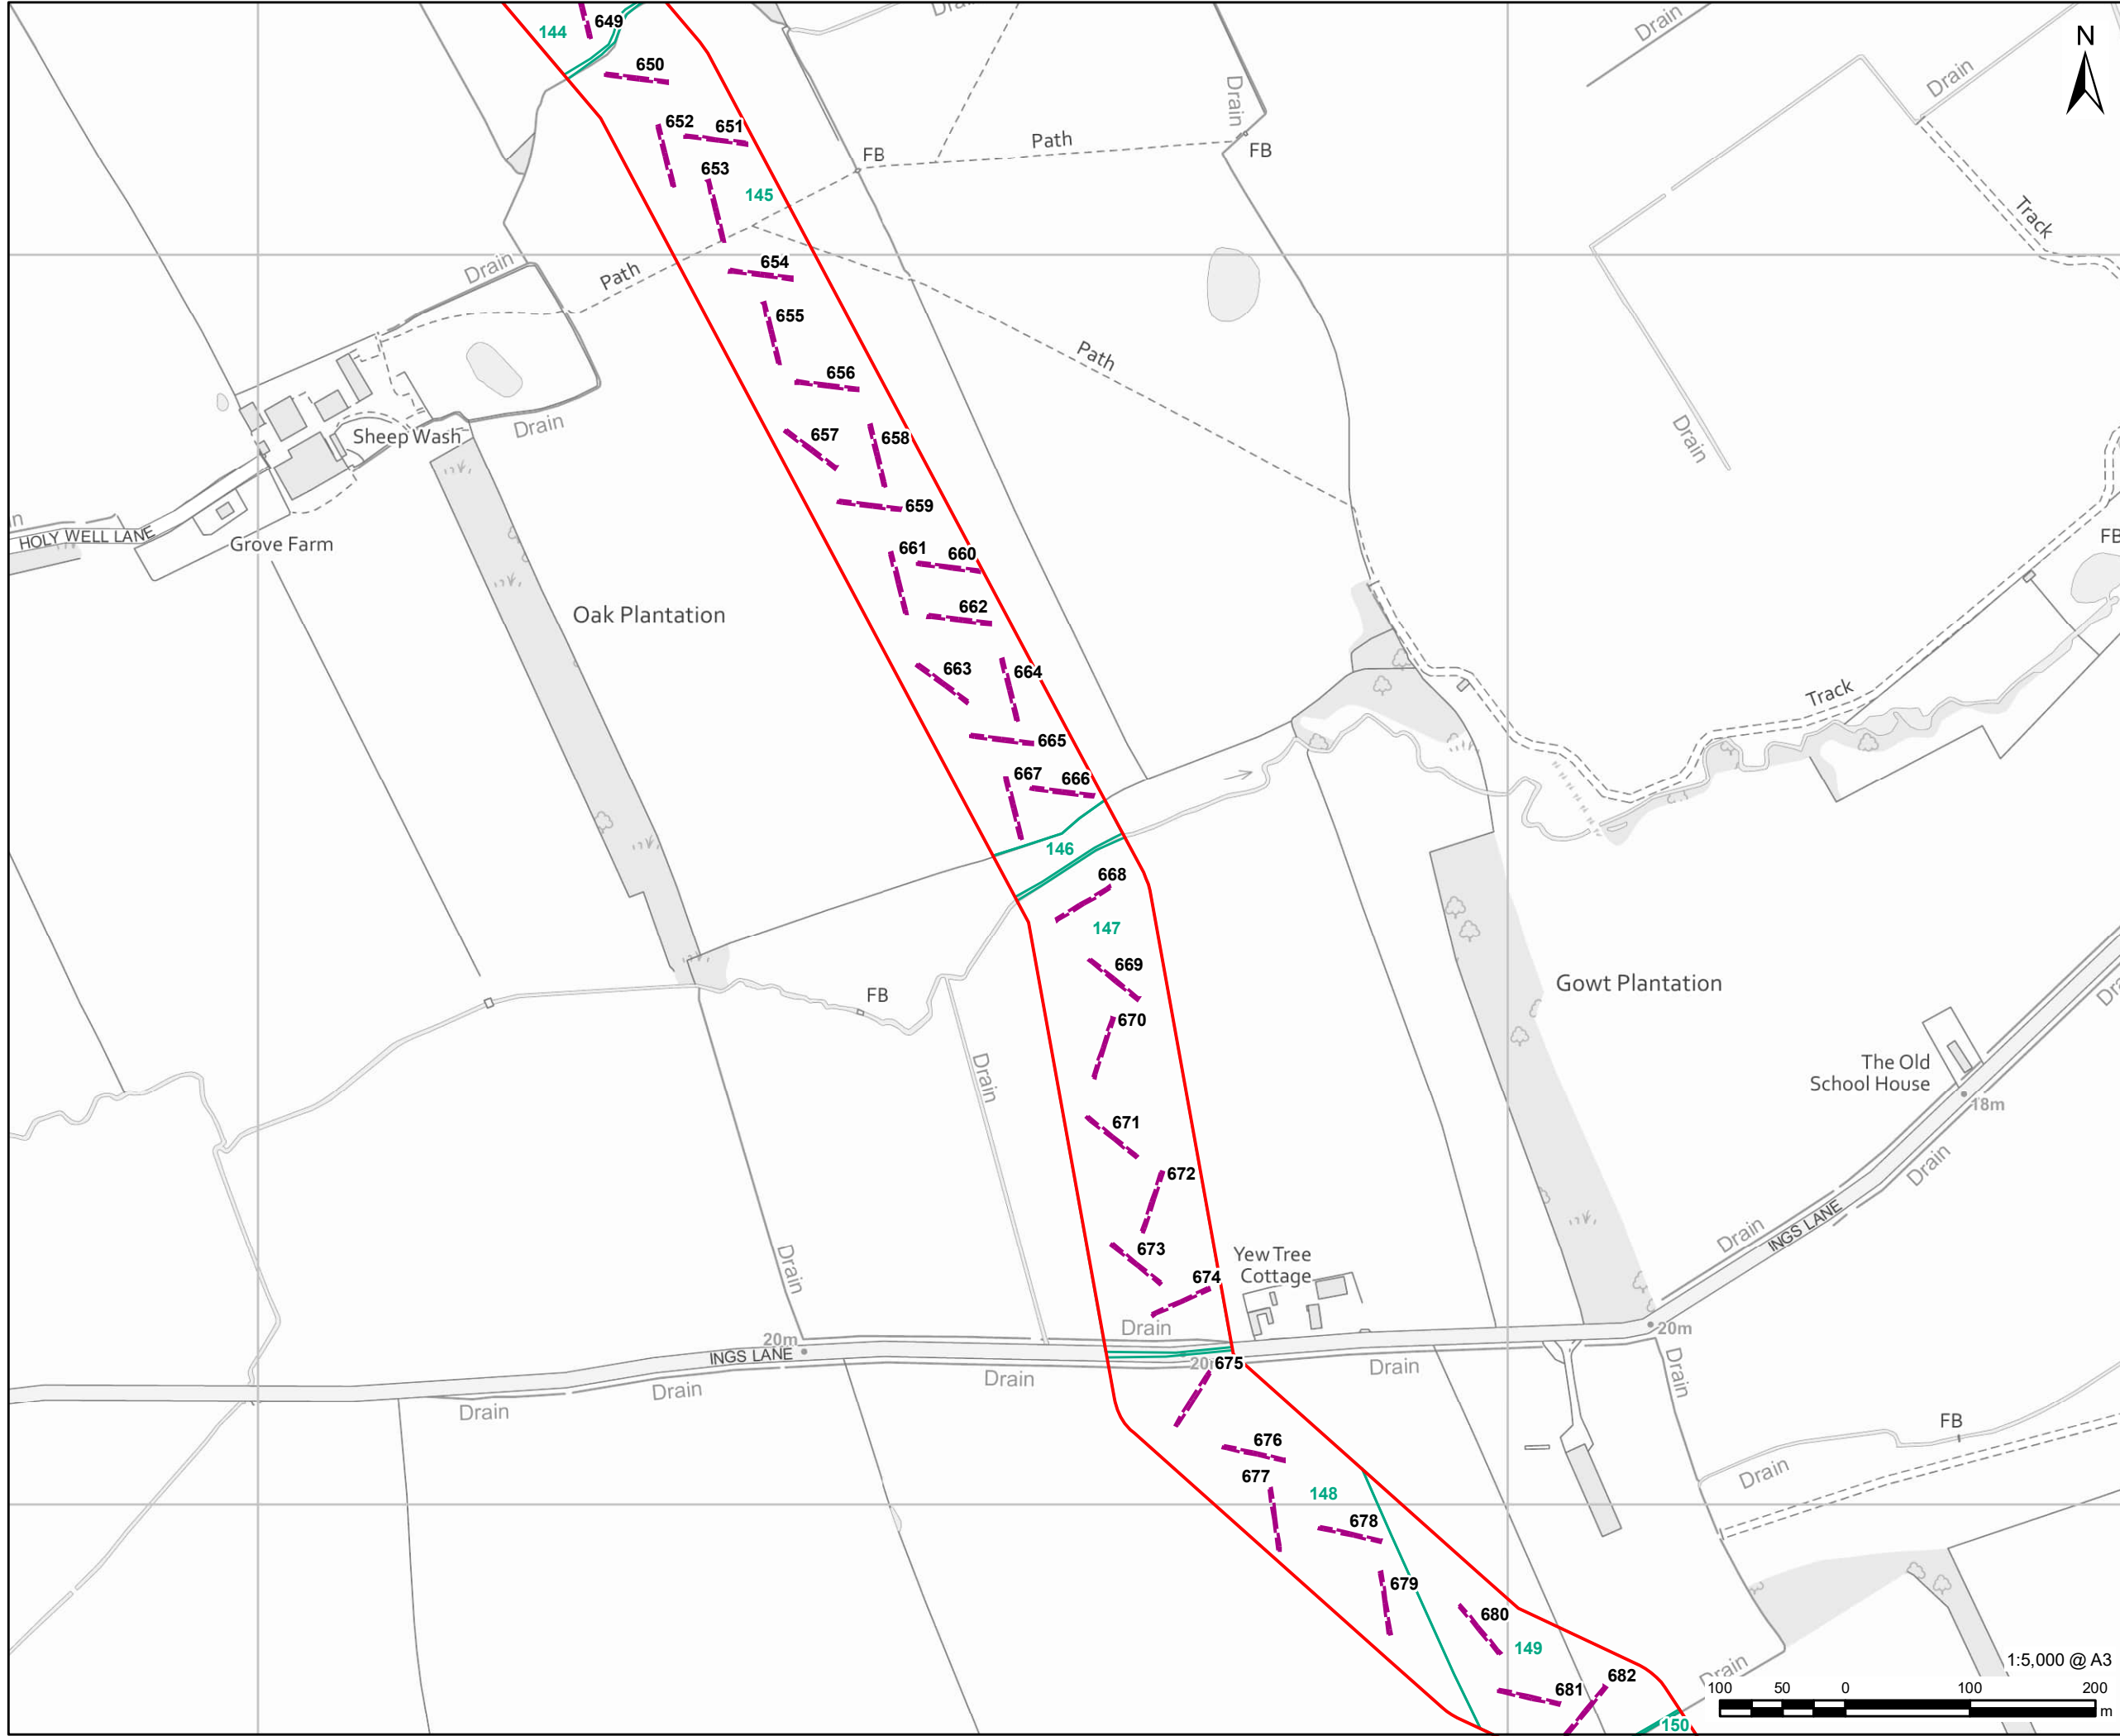 Drain
Drain
N
144
649
650
Drain
Drain
652
651
FB
Path
FB
653
145
Track
Drain
Path
654
655
Path
656
Sheep Wash
Drain
657
658
Drain
659
HOLY WELL LANE
Grove Farm
661
660
FB
Oak Plantation
662
663
664
Track
665
667
666
146
668
147
669
Gowt Plantation
FB
670
The Old
School House
18m
Drain
671
672
Drain
Drain
INGS LANE
673
Yew Tree
Cottage
674
Drain
Drain
20m
20m
INGS LANE
675
Drain
Drain
Drain
Drain
Drain
676
FB
677
148
Drain
678
679
680
149
Drain
1:5,000 @ A3
681
682
100 50 0 100 200
m
150